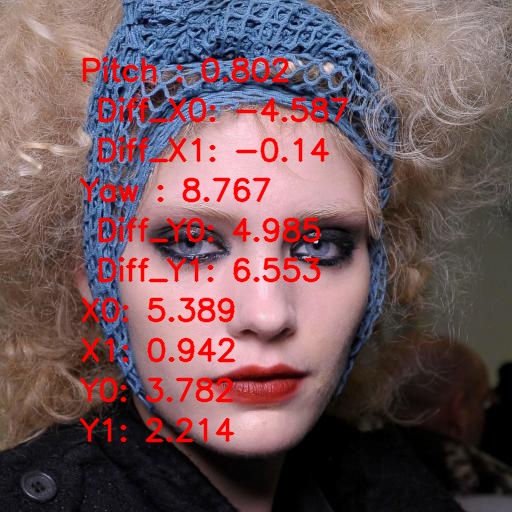 Pitch : 0.802
Diff_X0: -4.587
Diff_X1: -0.14
Yaw : 8.767
Diff_Y0: 4.985
Diff_Y1: 6.553
X0: 5.389
X1: 0.942
Y0: 3.782
Y1: 2.214